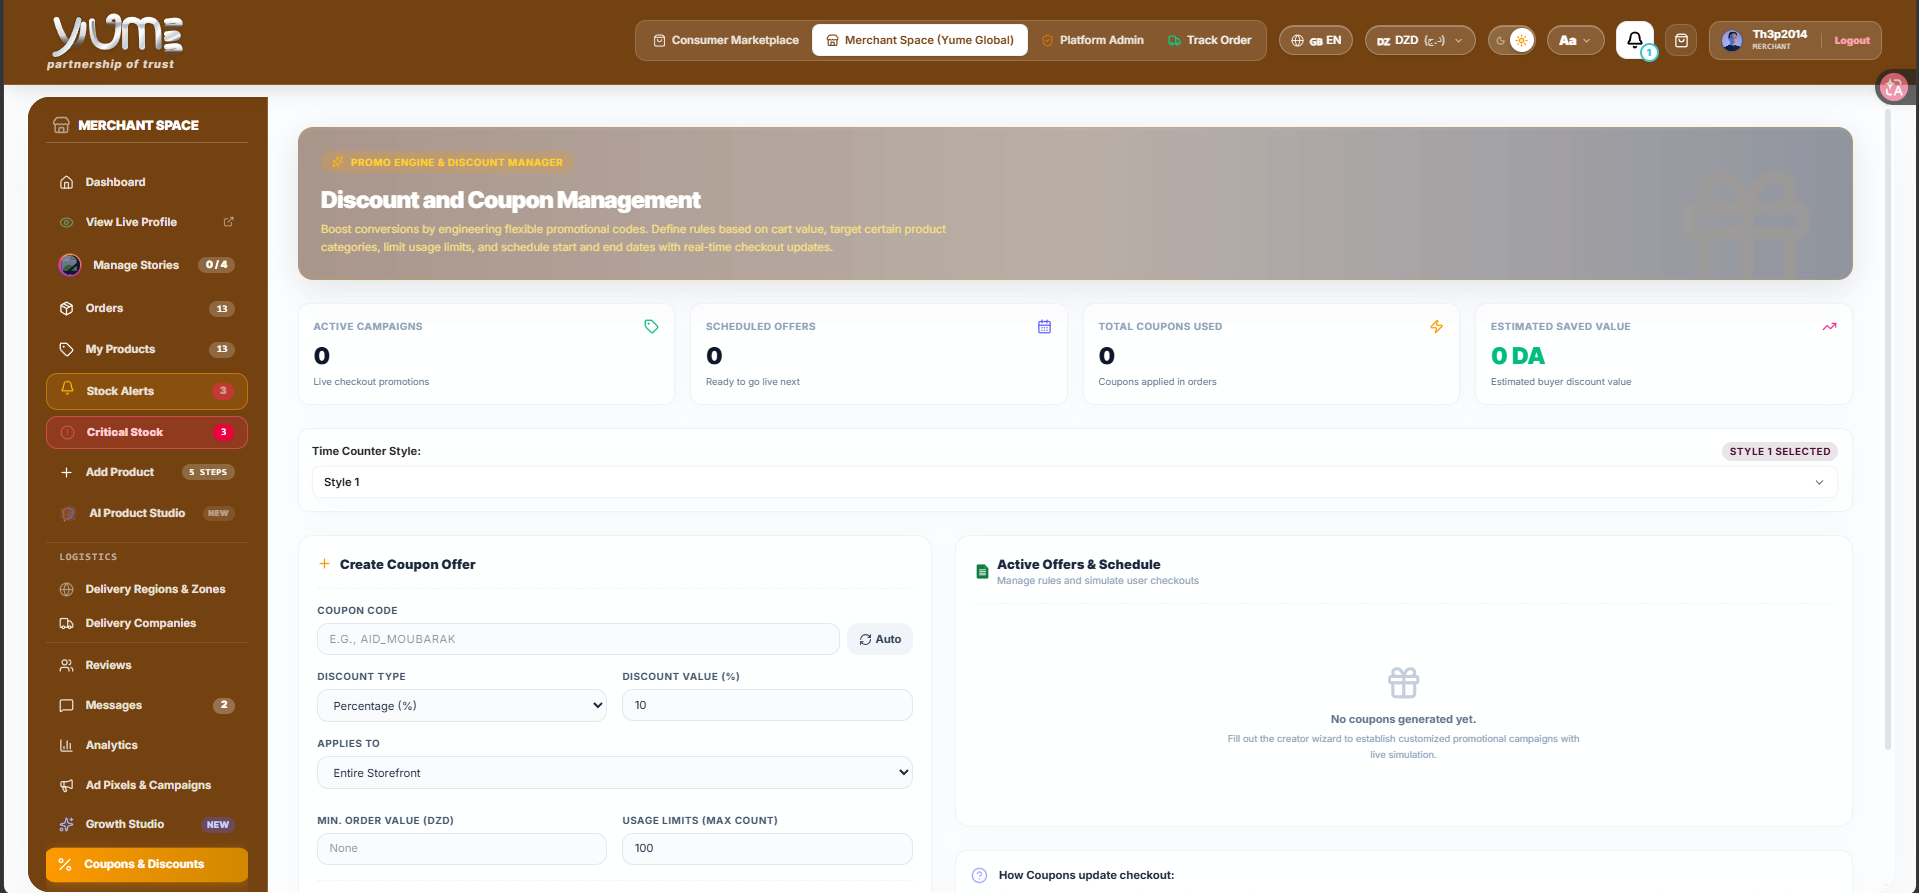 yume
partnership of trust
Consumer Marketplace
Merchant Space (Yume Global)
Platform Admin
Track Order
GB EN
DZ DZD (د.ج)
Aa
1
Th3p2014
MERCHANT
Logout
MERCHANT SPACE
Dashboard
View Live Profile
Manage Stories 0/4
Orders 13
My Products 13
Stock Alerts 3
Critical Stock 3
Add Product 5 STEPS
AI Product Studio NEW
LOGISTICS
Delivery Regions & Zones
Delivery Companies
Reviews
Messages 2
Analytics
Ad Pixels & Campaigns
Growth Studio NEW
Coupons & Discounts
PROMO ENGINE & DISCOUNT MANAGER
Discount and Coupon Management
Boost conversions by engineering flexible promotional codes. Define rules based on cart value, target certain product
categories, limit usage limits, and schedule start and end dates with real-time checkout updates.
ACTIVE CAMPAIGNS
0
Live checkout promotions
SCHEDULED OFFERS
0
Ready to go live next
TOTAL COUPONS USED
0
Coupons applied in orders
ESTIMATED SAVED VALUE
0 DA
Estimated buyer discount value
Time Counter Style:
STYLE 1 SELECTED
Style 1
Create Coupon Offer
COUPON CODE
E.G., AID_MOUBARAK
Auto
DISCOUNT TYPE
Percentage (%)
DISCOUNT VALUE (%)
10
APPLIES TO
Entire Storefront
MIN. ORDER VALUE (DZD)
None
USAGE LIMITS (MAX COUNT)
100
Active Offers & Schedule
Manage rules and simulate user checkouts
No coupons generated yet.
Fill out the creator wizard to establish customized promotional campaigns with
live simulation.
How Coupons update checkout: